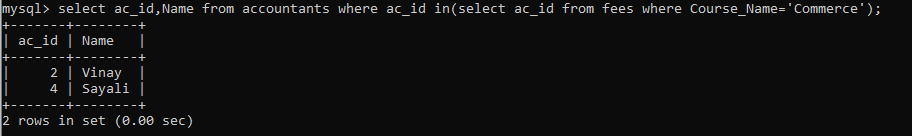 mysql> select ac_id,Name from accountants where ac_id in(select ac_id from fees where Course_Name='Commerce');
+-------+--------+
| ac_id | Name   |
+-------+--------+
|     2 | Vinay  |
|     4 | Sayali |
+-------+--------+
2 rows in set (0.00 sec)